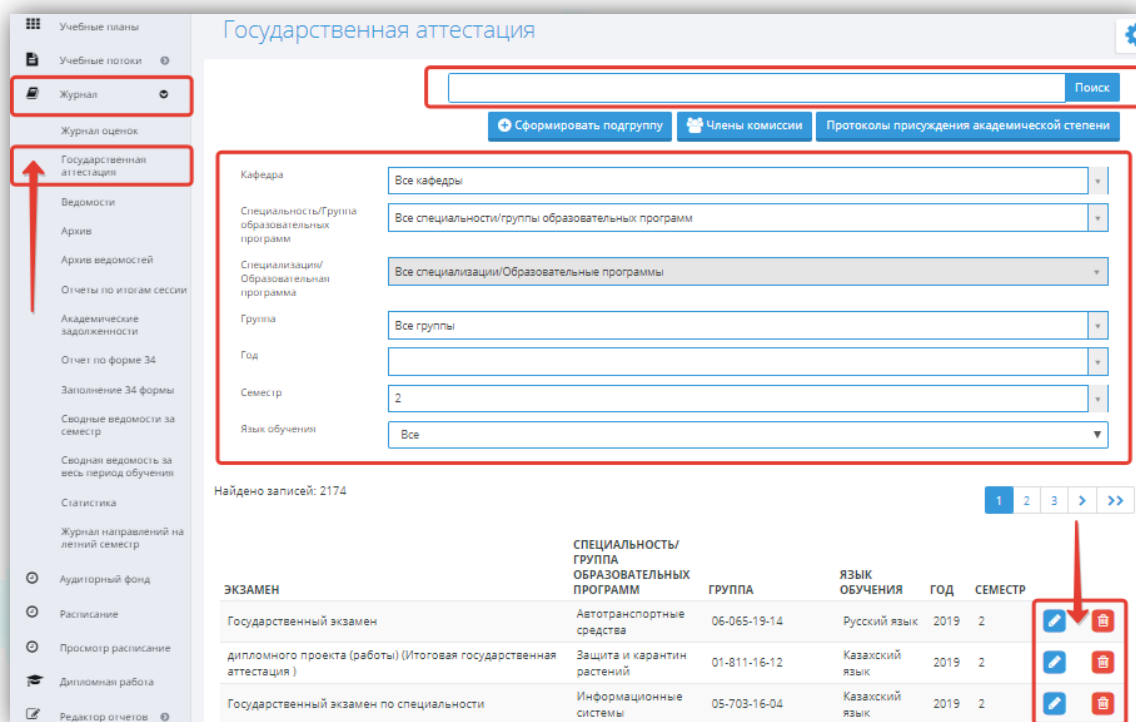 Учебные планы
Учебные потоки
Журнал
Журнал оценок
Государственная
аттестация
Ведомости
Архив
Архив ведомостей
Отчеты по итогам сессии
Академические
задолженности
Отчет по форме 34
Заполнение 34 формы
Сводные ведомости за
семестр
Сводная ведомость за
весь период обучения
Статистика
Журнал направлений на
летний семестр
Аудиторный фонд
Расписание
Просмотр расписание
Дипломная работа
Редактор отчетов
Государственная аттестация
Поиск
Сформировать подгруппу
Члены комиссии
Протоколы присуждения академической степени
Кафедра
Все кафедры
Специальность/Группа
образовательных
программ
Все специальности/группы образовательных программ
Специализация/
Образовательная
программа
Все специализации/Образовательные программы
Группа
Все группы
Год
Семестр
2
Язык обучения
Все
Найдено записей: 2174
1 2 3 > >>
ЭКЗАМЕН
СПЕЦИАЛЬНОСТЬ/
ГРУППА
ОБРАЗОВАТЕЛЬНЫХ
ПРОГРАММ
ГРУППА
ЯЗЫК
ОБУЧЕНИЯ
ГОД
СЕМЕСТР
Государственный экзамен
Автотранспортные
средства
06-065-19-14
Русский язык
2019
2
дипломного проекта (работы) (Итоговая государственная
аттестация )
Защита и карантин
растений
01-811-16-12
Казахский
язык
2019
2
Государственный экзамен по специальности
Информационные
системы
05-703-16-04
Казахский
язык
2019
2